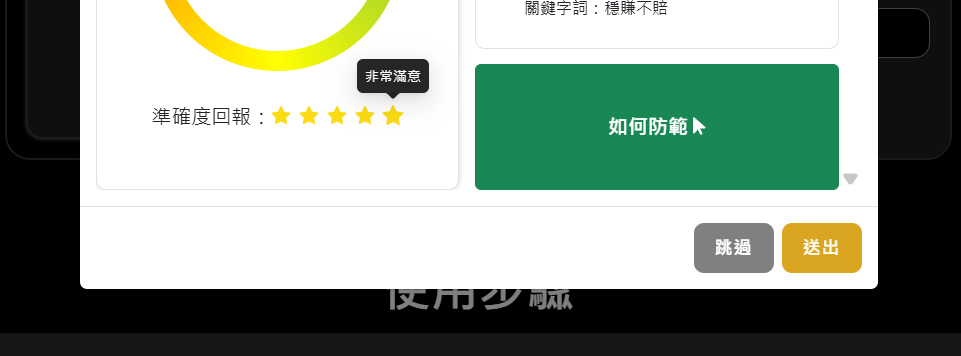 關鍵字詞：穩賺不賠
非常滿意
準確度回報：
如何防範
跳過
送出
使用步驟